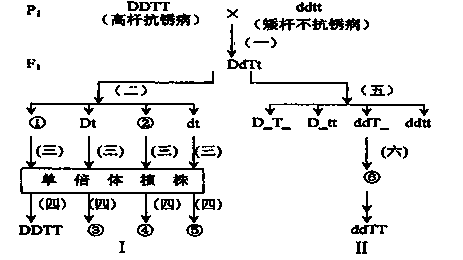 P₁ DDTT × ddtt
(高杆抗锈病) (矮杆不抗锈病)
(一)
F₁ DdTt
(二) (五)
① Dt ② dt D_T_ D_tt ddT_ ddtt
(三) (三) (三) (三) (六)
单倍体植株 ⑥
(四) (四) (四) (四)
DDTT ③ ④ ⑤ ddTT
Ⅰ Ⅱ